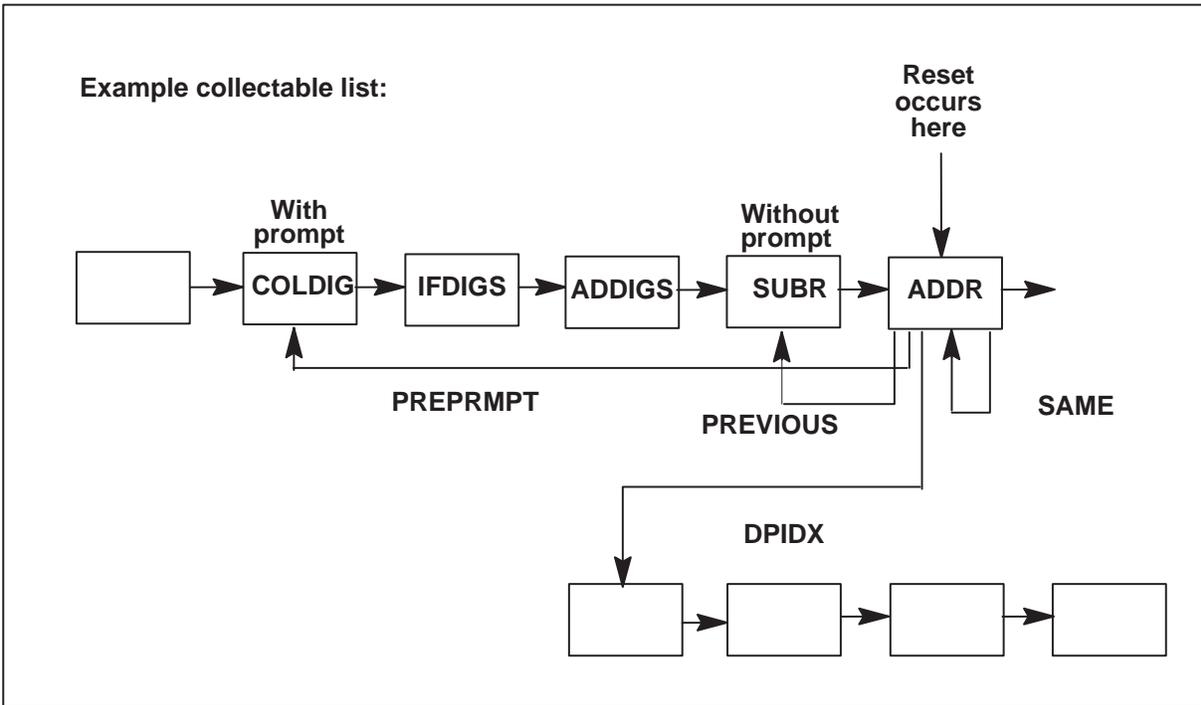 Example collectable list:
Reset
occurs
here
With
prompt
Without
prompt
COLDIG
IFDIGS
ADDIGS
SUBR
ADDR
PREPRMPT
PREVIOUS
SAME
DPIDX